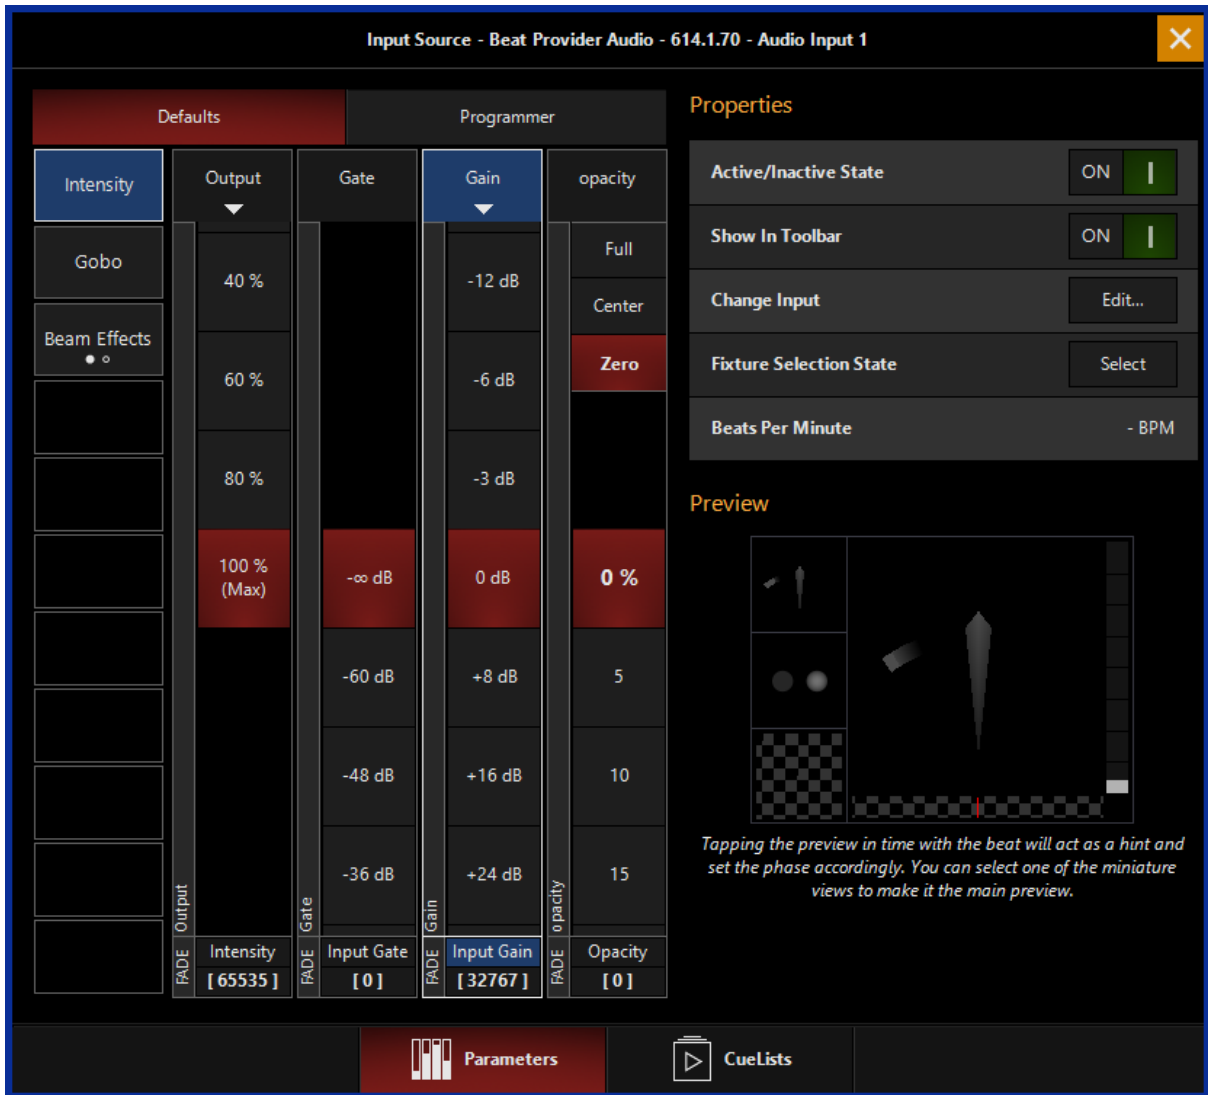 Input Source - Beat Provider Audio - 614.1.70 - Audio Input 1
Defaults
Programmer
Intensity
Gobo
Beam Effects
Output
40 %
60 %
80 %
100 %
(Max)
Output
FADE
Intensity
[ 65535 ]
Gate
-∞ dB
-60 dB
-48 dB
-36 dB
Gate
FADE
Input Gate
[ 0 ]
Gain
-12 dB
-6 dB
-3 dB
0 dB
+8 dB
+16 dB
+24 dB
Gain
FADE
Input Gain
[ 32767 ]
opacity
Full
Center
Zero
0 %
5
10
15
opacity
FADE
Opacity
[ 0 ]
Properties
Active/Inactive State
ON
Show In Toolbar
ON
Change Input
Edit...
Fixture Selection State
Select
Beats Per Minute
- BPM
Preview
Tapping the preview in time with the beat will act as a hint and
set the phase accordingly. You can select one of the miniature
views to make it the main preview.
Parameters
CueLists